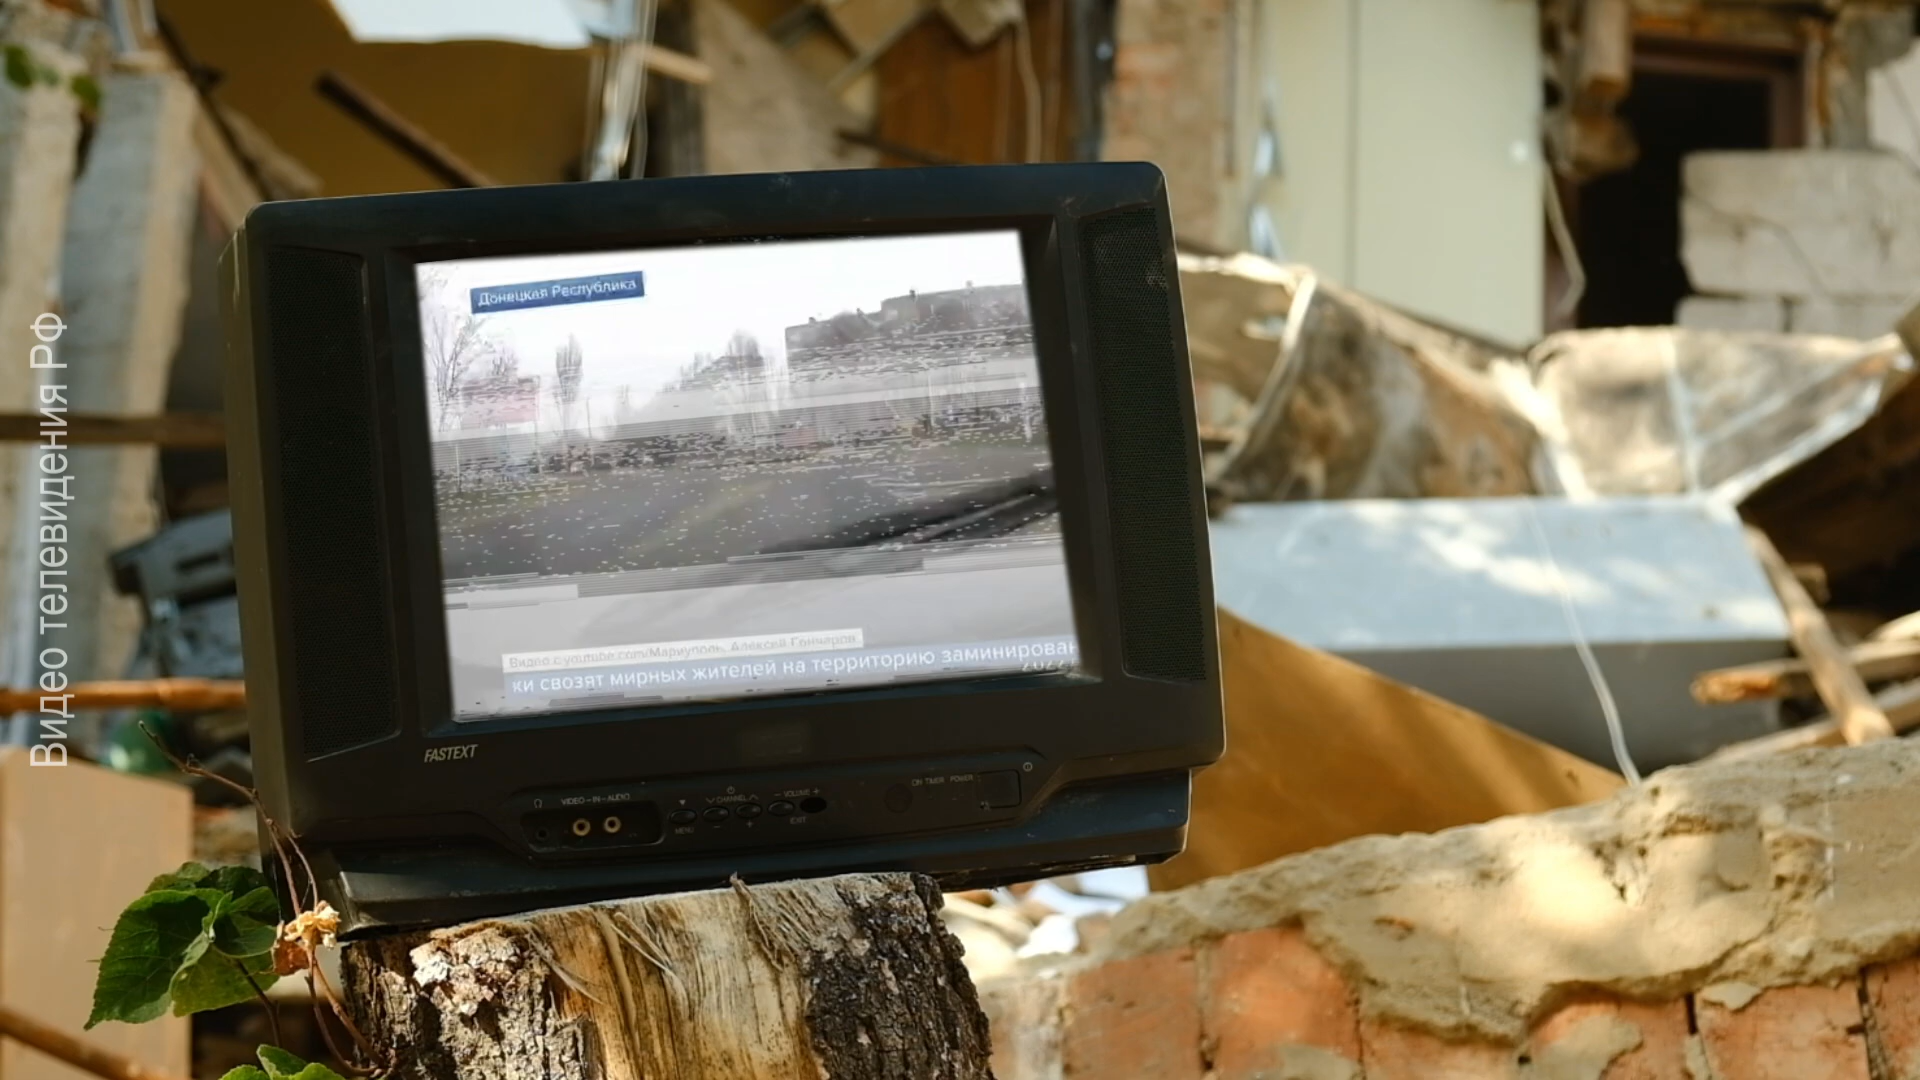 Видео телевидения РФ
Донецкая Республика
Видео с youtube.com/Мариуполь, Алексей Гончаров
ки свозят мирных жителей на территорию заминирован
FASTEXT
VIDEO-IN-AUDIO
CHANNEL
- VOLUME +
MENU
EXIT
ON TIMER POWER